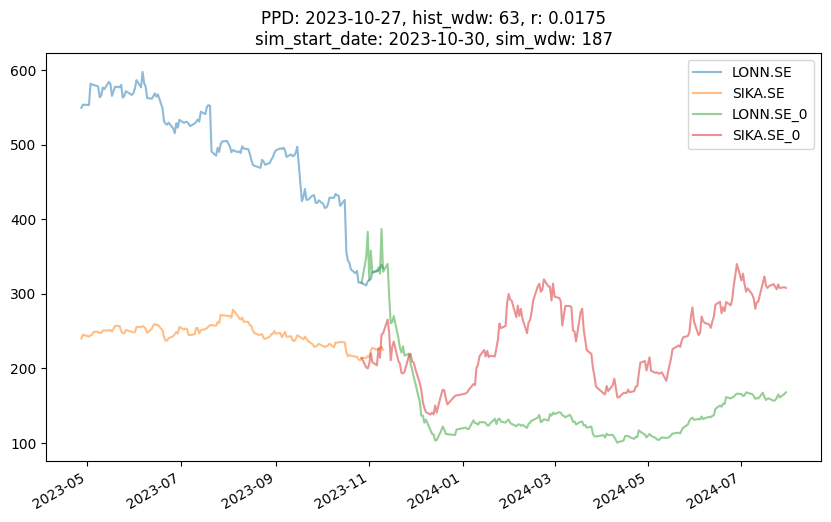 PPD: 2023-10-27, hist_wdw: 63, r: 0.0175
sim_start_date: 2023-10-30, sim_wdw: 187
LONN.SE
SIKA.SE
LONN.SE_0
SIKA.SE_0
600
500
400
300
200
100
2023-05
2023-07
2023-09
2023-11
2024-01
2024-03
2024-05
2024-07